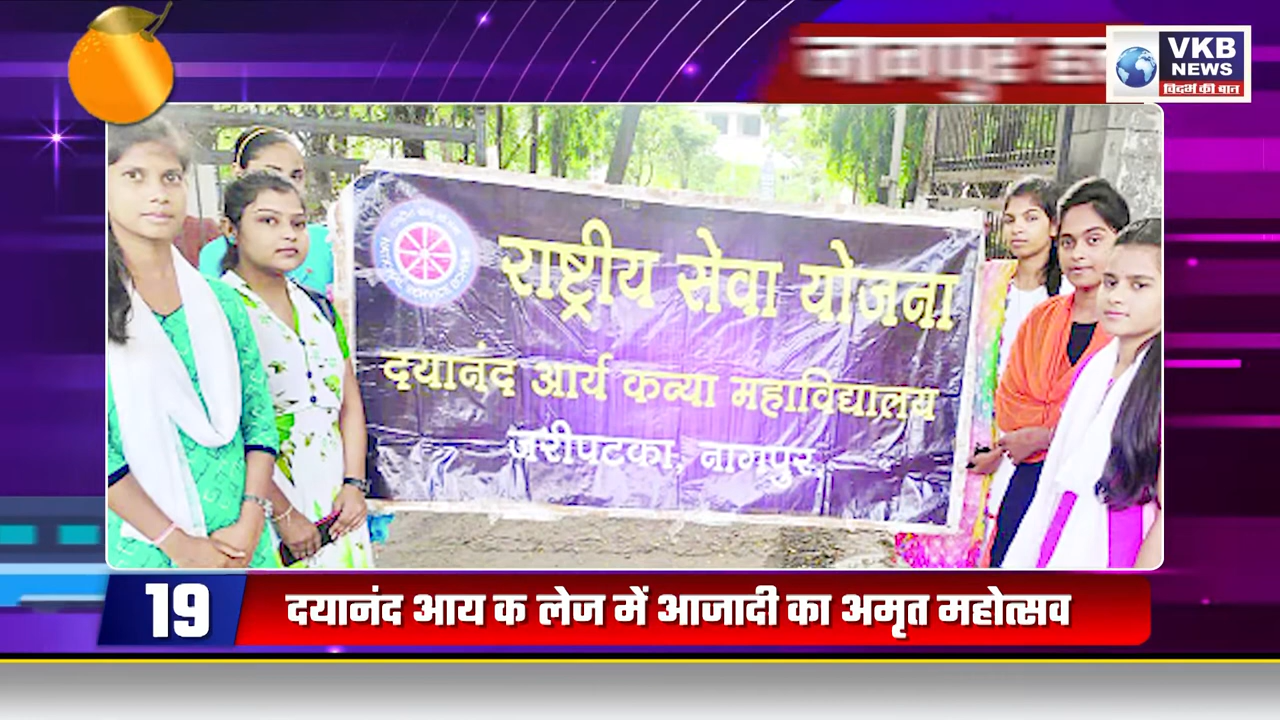 VKB
NEWS
विदर्भ की शान
राष्ट्रीय सेवा योजना
दयानंद आर्य कन्या महाविद्यालय
जरीपटका, नागपुर
19
दयानंद आय क लेज में आजादी का अमृत महोत्सव